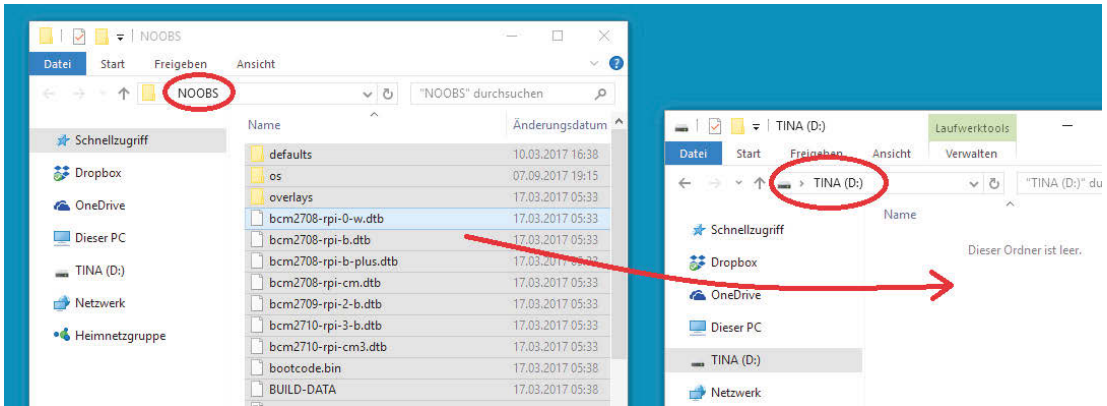 NOOBS
Datei Start Freigeben Ansicht
NOOBS "NOOBS" durchsuchen
Schnellzugriff
Dropbox
OneDrive
Dieser PC
TINA (D:)
Netzwerk
Heimnetzgruppe
Name Änderungsdatum
defaults 10.03.2017 16:38
os 07.09.2017 19:15
overlays 17.03.2017 05:33
bcm2708-rpi-0-w.dtb 17.03.2017 05:33
bcm2708-rpi-b.dtb 17.03.2017 05:33
bcm2708-rpi-b-plus.dtb 17.03.2017
bcm2708-rpi-cm.dtb 17.03.2017 05:33
bcm2709-rpi-2-b.dtb 17.03.2017 05:33
bcm2710-rpi-3-b.dtb 17.03.2017 05:33
bcm2710-rpi-cm3.dtb 17.03.2017 05:33
bootcode.bin 17.03.2017 05:38
BUILD-DATA 17.03.2017 05:38
TINA (D:) Laufwerktools
Datei Start Freigeben Ansicht Verwalten
TINA (D:) "TINA (D:)" du
Schnellzugriff
Dropbox
OneDrive
Dieser PC
TINA (D:)
Netzwerk
Name
Dieser Ordner ist leer.